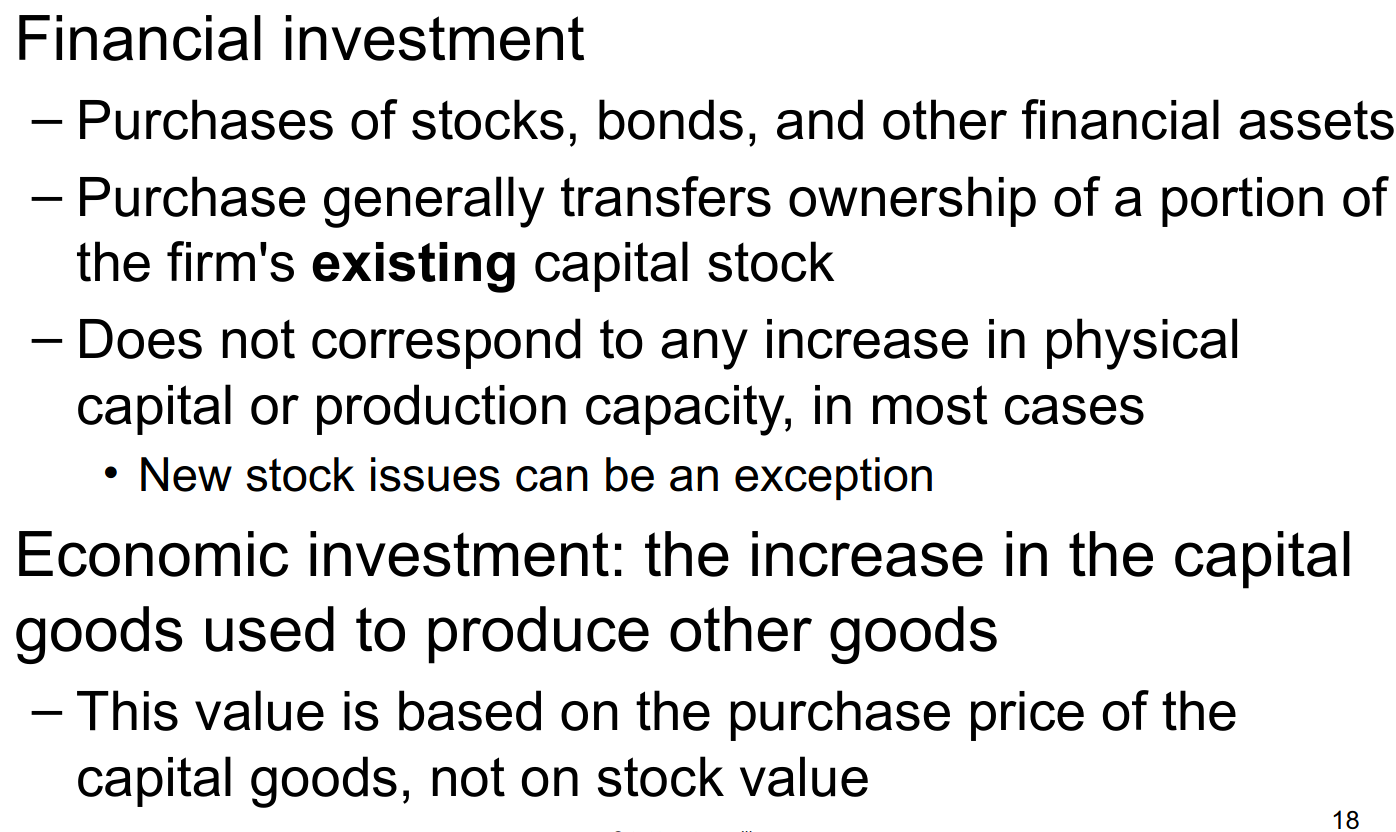 Financial investment
– Purchases of stocks, bonds, and other financial assets
– Purchase generally transfers ownership of a portion of
the firm's existing capital stock
– Does not correspond to any increase in physical
capital or production capacity, in most cases
• New stock issues can be an exception
Economic investment: the increase in the capital
goods used to produce other goods
– This value is based on the purchase price of the
capital goods, not on stock value
18